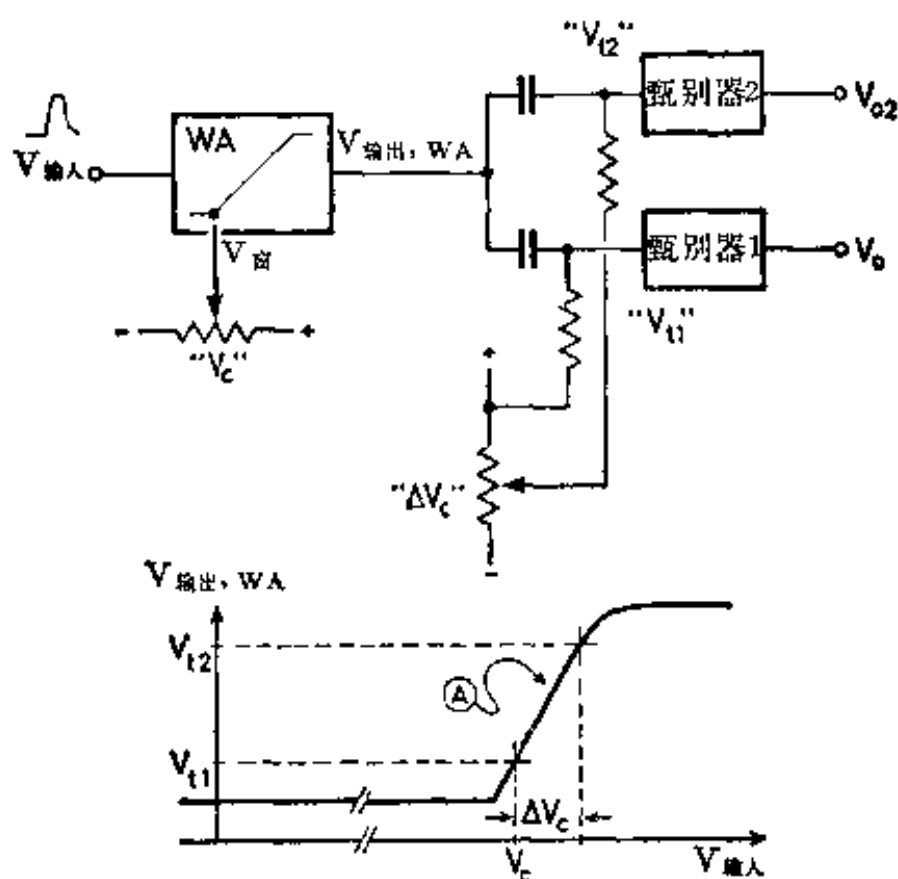 “Vt2”
甄别器2
Vo2
WA
V输出，WA
V输入
V窗
甄别器1
Vo
- +
“Vc”
“Vt1”
+
“ΔVc”
-
V输出，WA
Vt2
A
Vt1
ΔVc
Vc
V输入